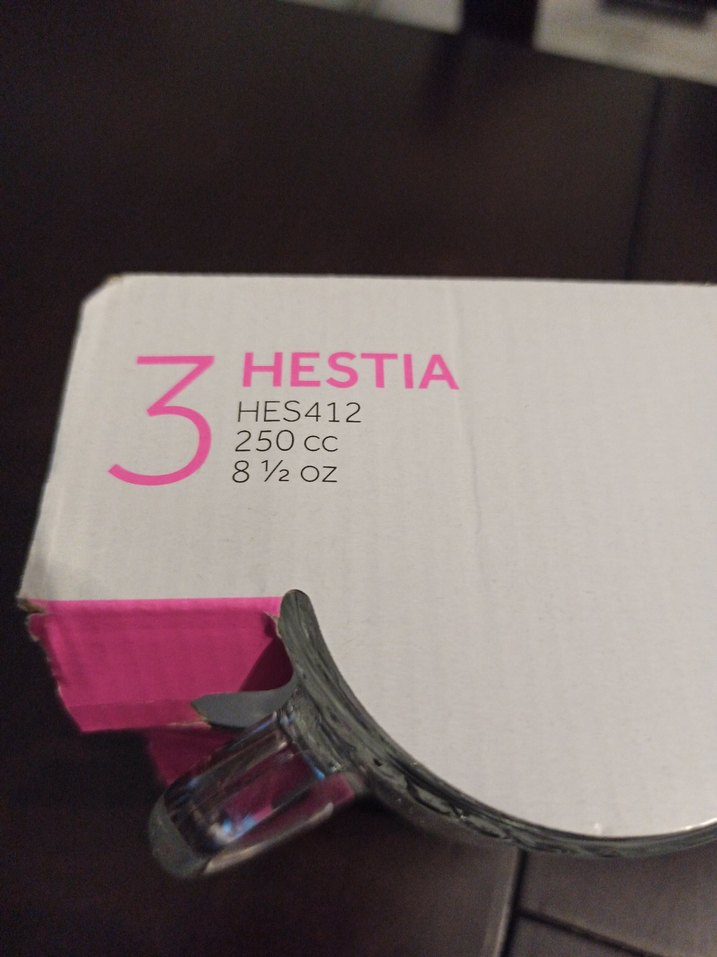 3
HESTIA
HES412
250 cc
8 ½ oz